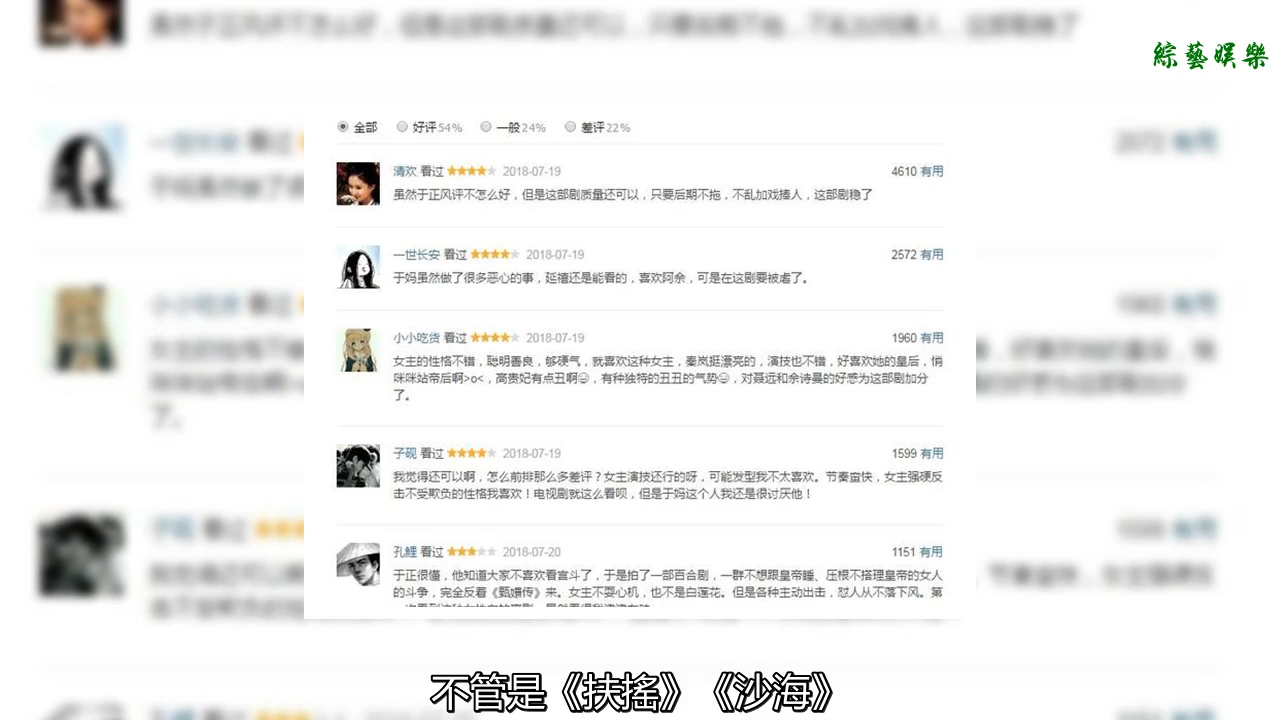 綜藝娱樂
全部 好评54% 一般24% 差评22%
清欢 看过 2018-07-19 4610 有用
虽然于正风评不怎么好，但是这部剧质量还可以，只要后期不拖，不乱加戏捧人，这部剧稳了
一世长安 看过 2018-07-19 2572 有用
于妈虽然做了很多恶心的事，延禧还是能看的，喜欢阿余，可是在这剧要被虐了。
小小吃货 看过 2018-07-19 1960 有用
女主的性格不错，聪明善良，够硬气，就喜欢这种女主，秦岚挺漂亮的，演技也不错，好喜欢她的皇后，悄
咪咪站帝后啊>o<，高贵妃有点丑啊😄，有种独特的丑丑的气势😄，对聂远和佘诗曼的好感为这部剧加分
了。
子砚 看过 2018-07-19 1599 有用
我觉得还可以啊，怎么前排那么多差评？女主演技还行的呀，可能发型我不太喜欢。节奏蛮快，女主强硬反
击不受欺负的性格我喜欢！电视剧就这么看呗，但是于妈这个人我还是很讨厌他！
孔鲤 看过 2018-07-20 1151 有用
于正很懂，他知道大家不喜欢看宫斗了，于是拍了一部百合剧，一群不想跟皇帝睡、压根不搭理皇帝的女人
的斗争，完全反着《甄嬛传》来。女主不耍心机，也不是白莲花。但是各种主动出击，怼人从不落下风。第
不管是《扶摇》《沙海》